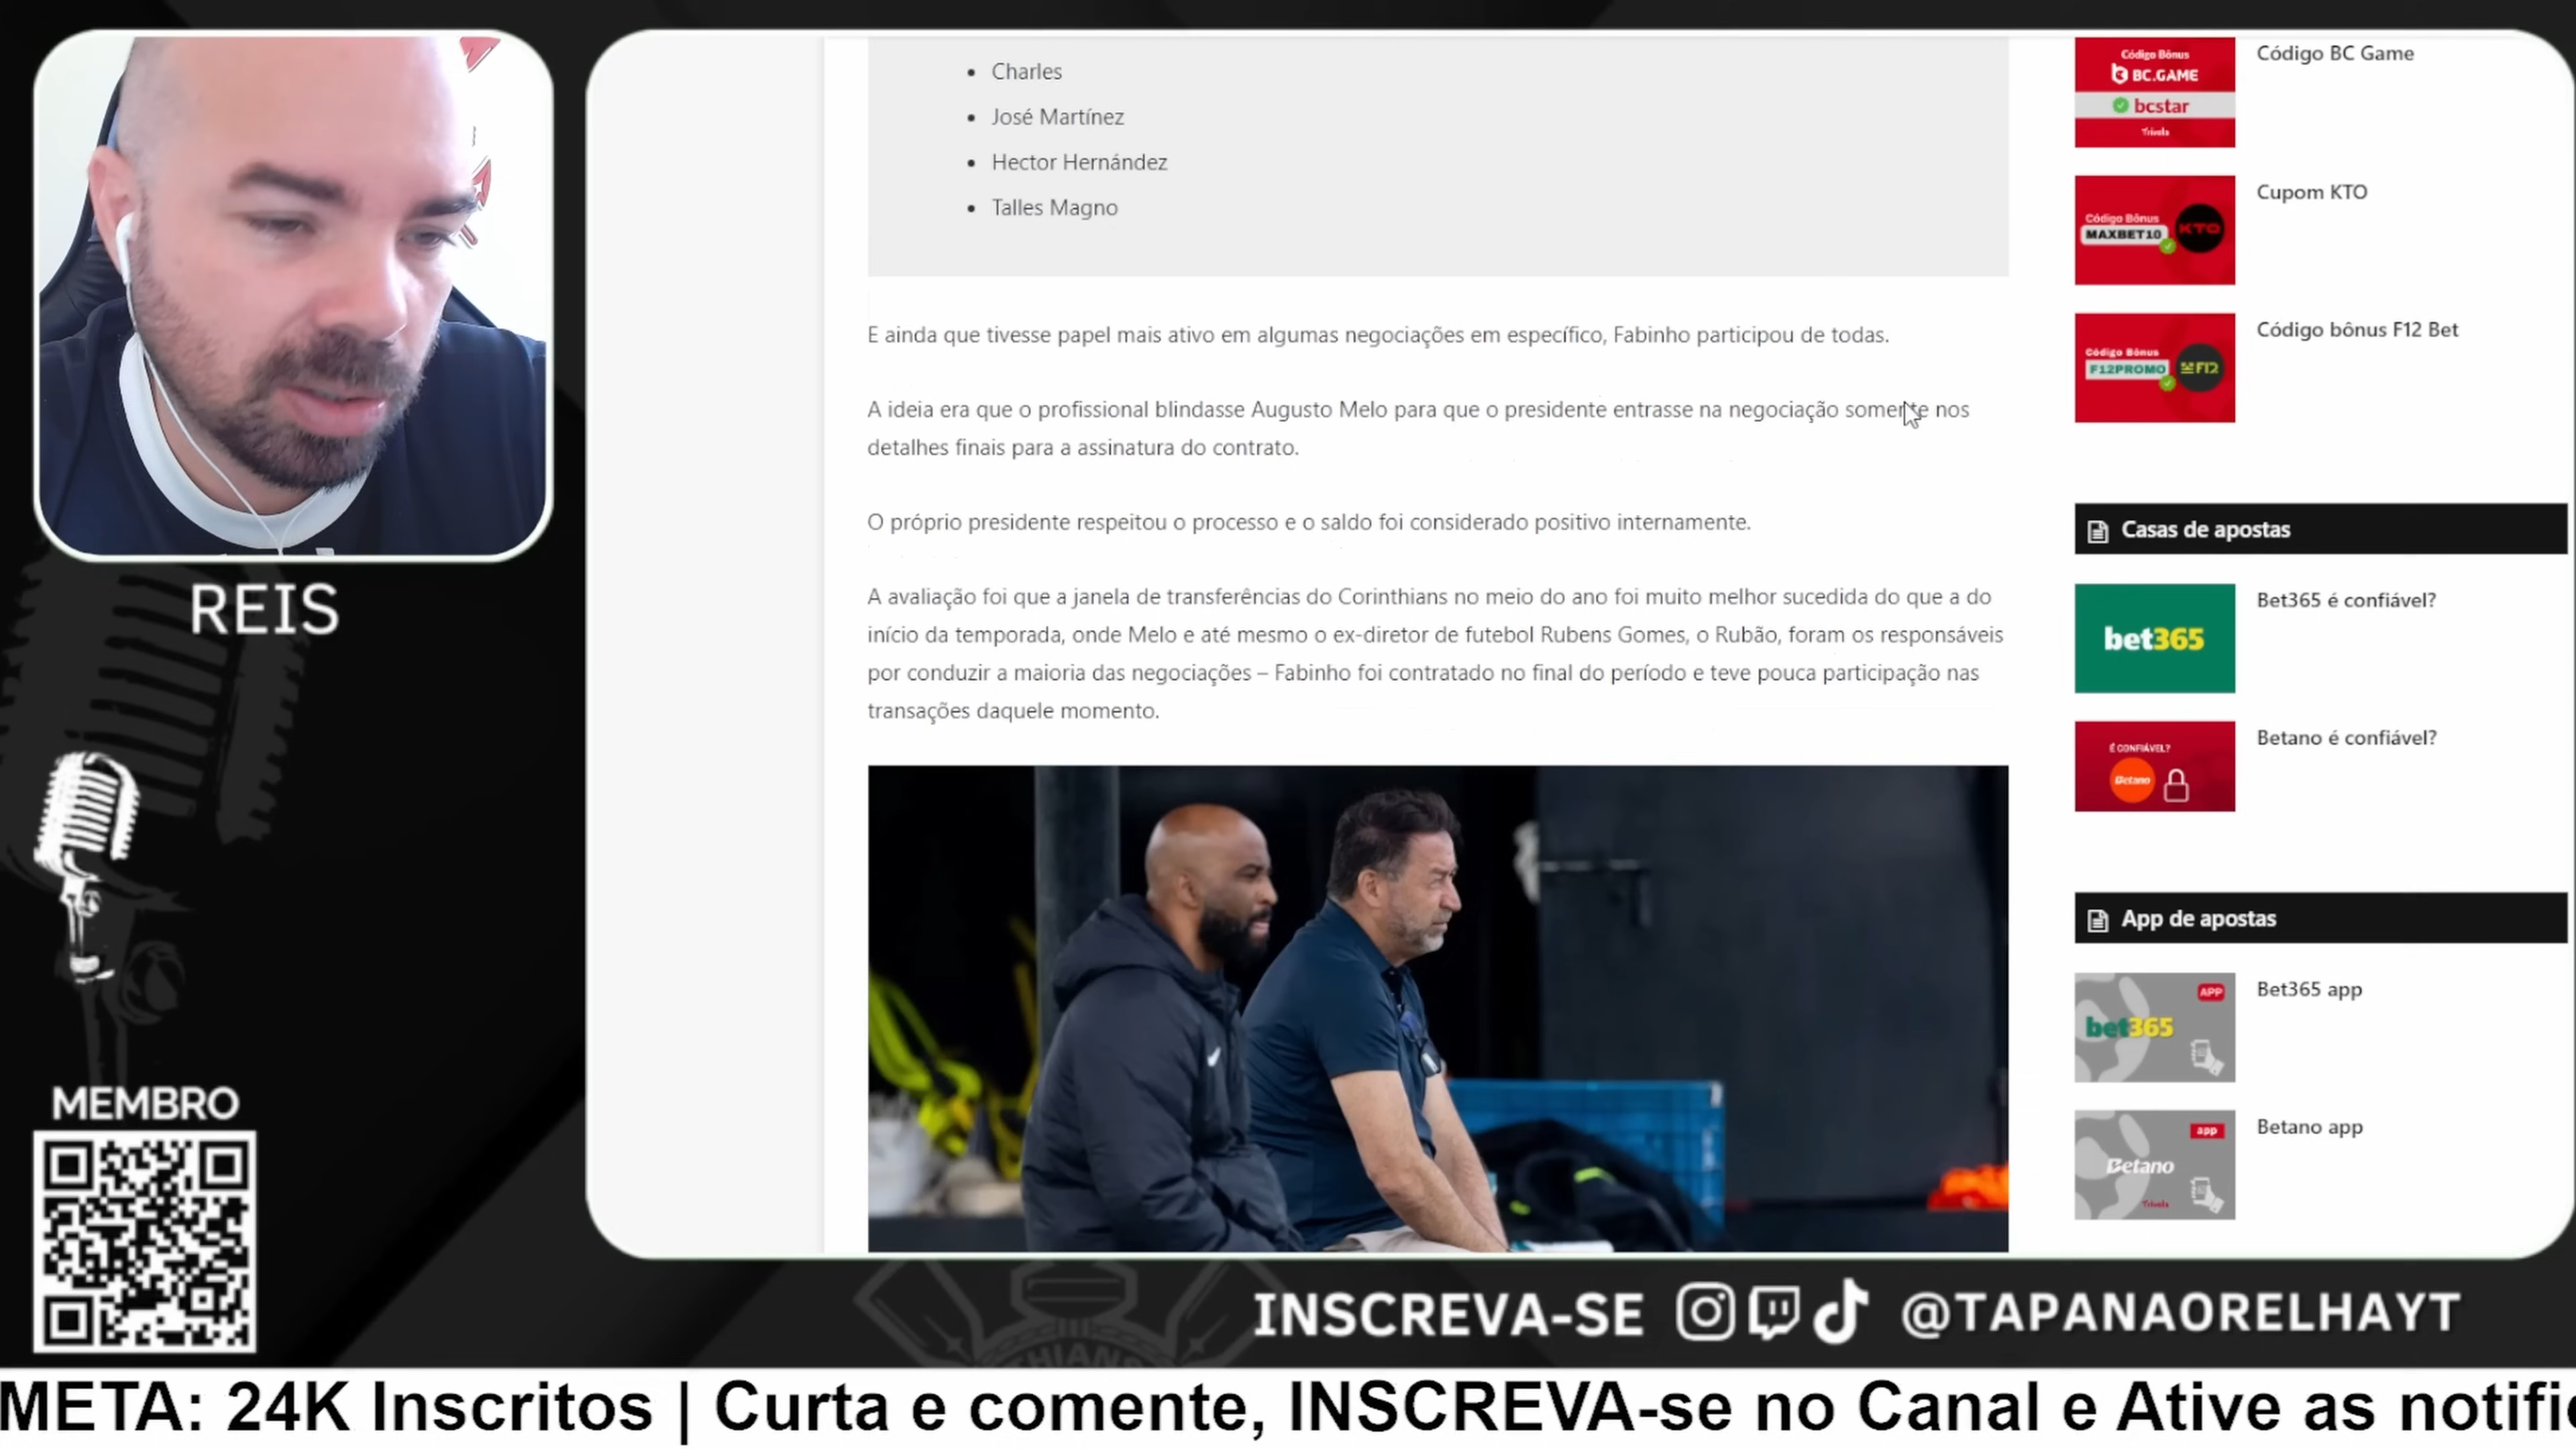 REIS
MEMBRO
• Charles
• José Martínez
• Hector Hernández
• Talles Magno
E ainda que tivesse papel mais ativo em algumas negociações em específico, Fabinho participou de todas.
A ideia era que o profissional blindasse Augusto Melo para que o presidente entrasse na negociação somente nos
detalhes finais para a assinatura do contrato.
O próprio presidente respeitou o processo e o saldo foi considerado positivo internamente.
A avaliação foi que a janela de transferências do Corinthians no meio do ano foi muito melhor sucedida do que a do
início da temporada, onde Melo e até mesmo o ex-diretor de futebol Rubens Gomes, o Rubão, foram os responsáveis
por conduzir a maioria das negociações – Fabinho foi contratado no final do período e teve pouca participação nas
transações daquele momento.
Código Bônus
BC.GAME
bcstar
Trivela
Código BC Game
Código Bônus
MAXBET10
KTO
Cupom KTO
Código Bônus
F12PROMO
F12
Código bônus F12 Bet
Casas de apostas
bet365
Bet365 é confiável?
É CONFIÁVEL?
Betano
Betano é confiável?
App de apostas
APP
bet365
Bet365 app
app
Betano
Trivela
Betano app
INSCREVA-SE @TAPANAORELHAYT
META: 24K Inscritos | Curta e comente, INSCREVA-se no Canal e Ative as notific